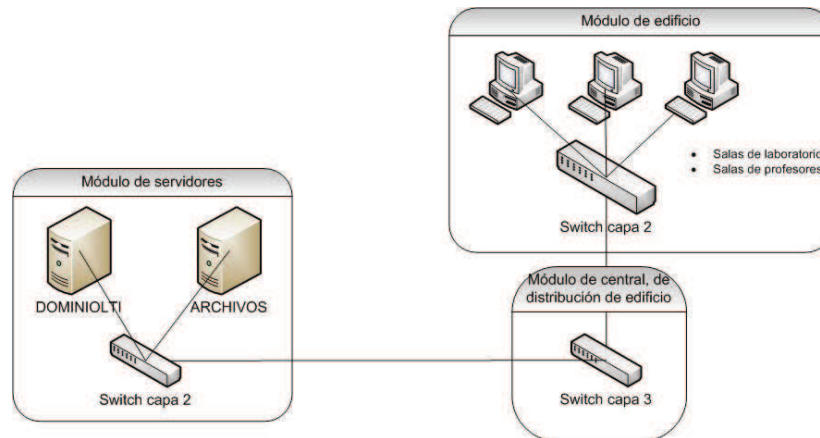 Módulo de edificio
• Salas de laboratorio
• Salas de profesores
Switch capa 2
Módulo de servidores
DOMINIOLTI
ARCHIVOS
Switch capa 2
Módulo de central, de
distribución de edificio
Switch capa 3